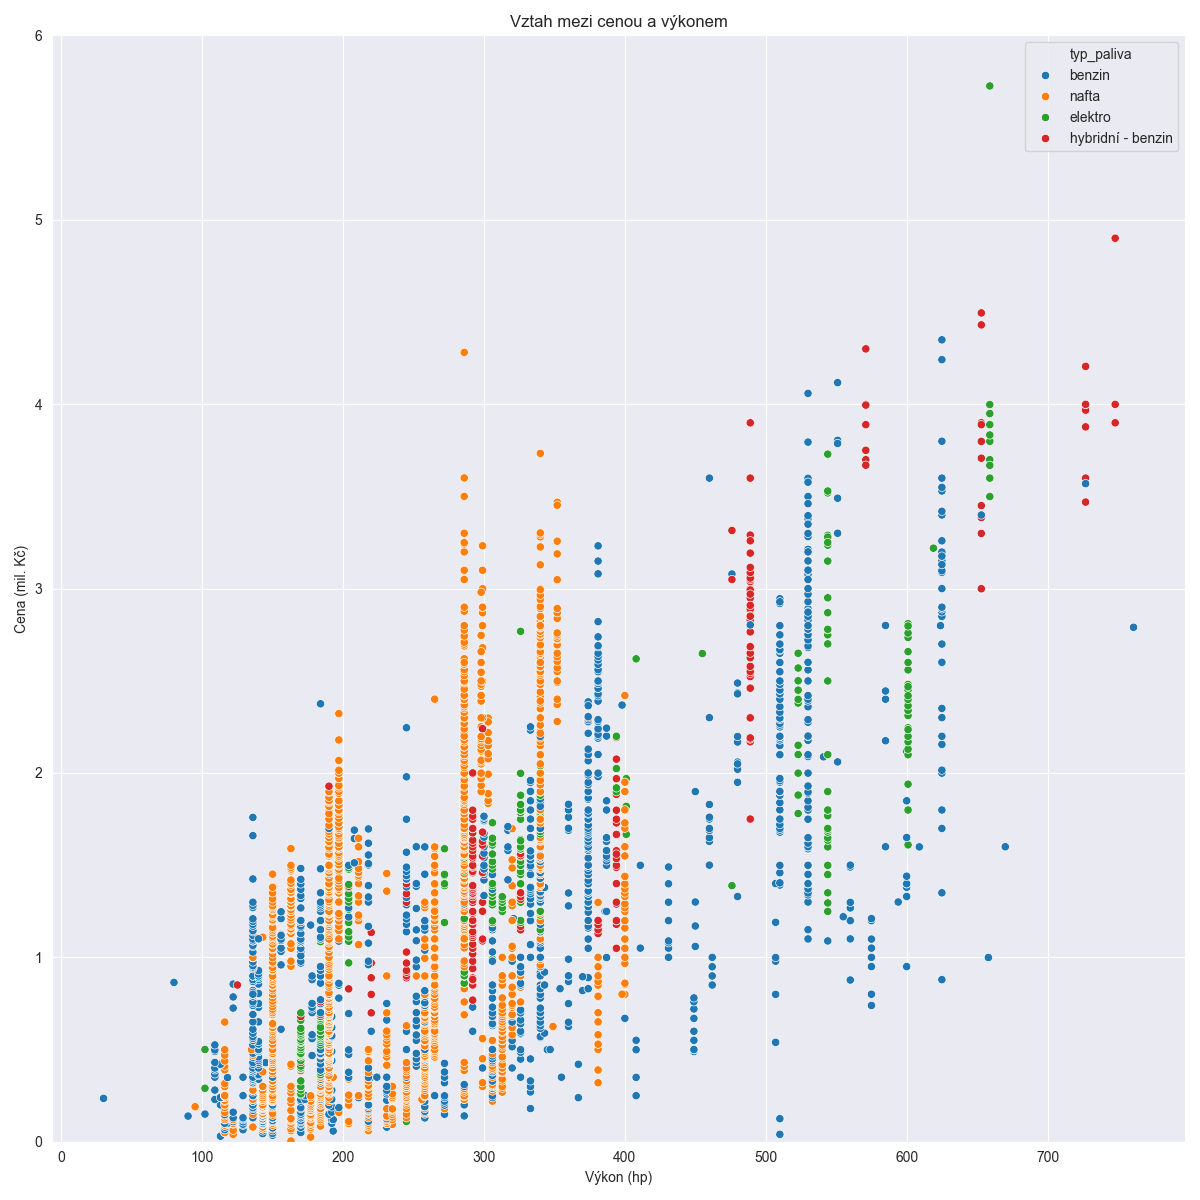 Vztah mezi cenou a výkonem
typ_paliva
benzin
nafta
elektro
hybridní - benzin
6
5
4
3
2
1
0
Cena (mil. Kč)
0 100 200 300 400 500 600 700
Výkon (hp)